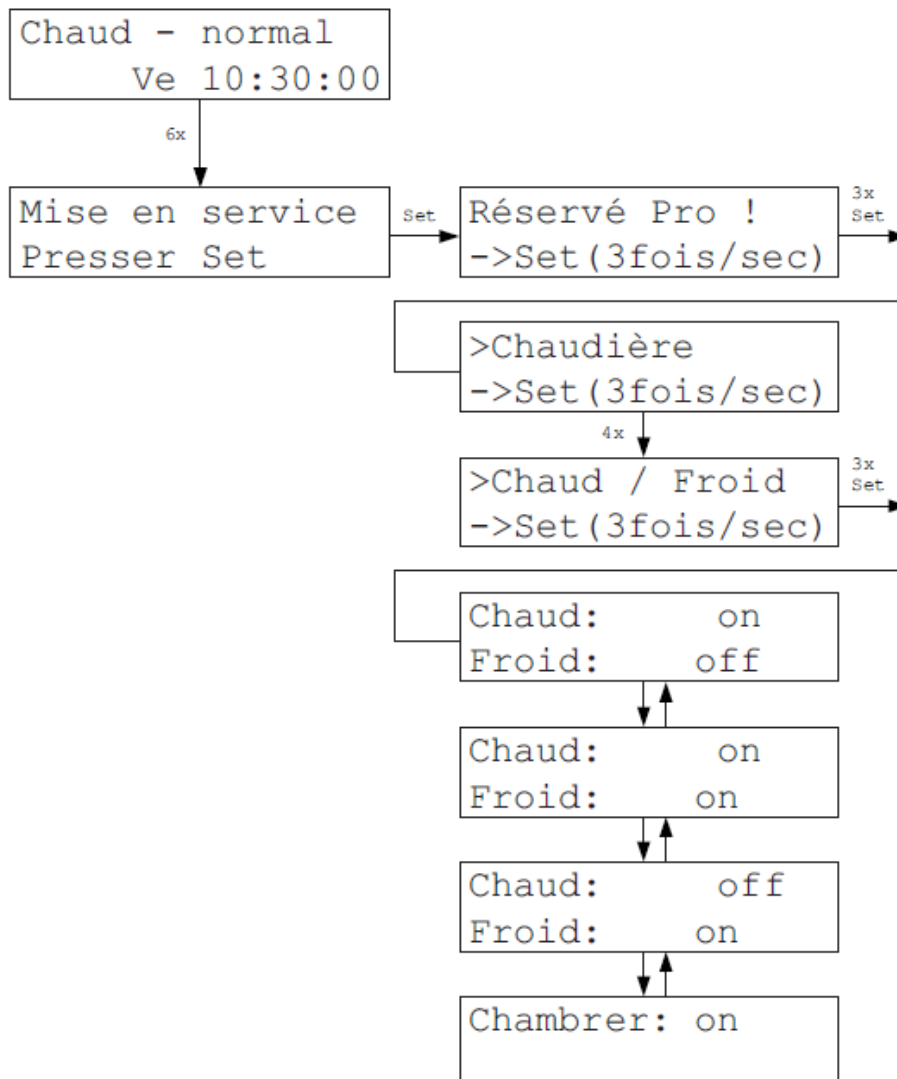 Chaud - normal
Ve 10:30:00
6x
Mise en service
Presser Set
Set
Réservé Pro !
->Set(3fois/sec)
3x
Set
>Chaudière
->Set(3fois/sec)
4x
>Chaud / Froid
->Set(3fois/sec)
3x
Set
Chaud: on
Froid: off
Chaud: on
Froid: on
Chaud: off
Froid: on
Chambrer: on